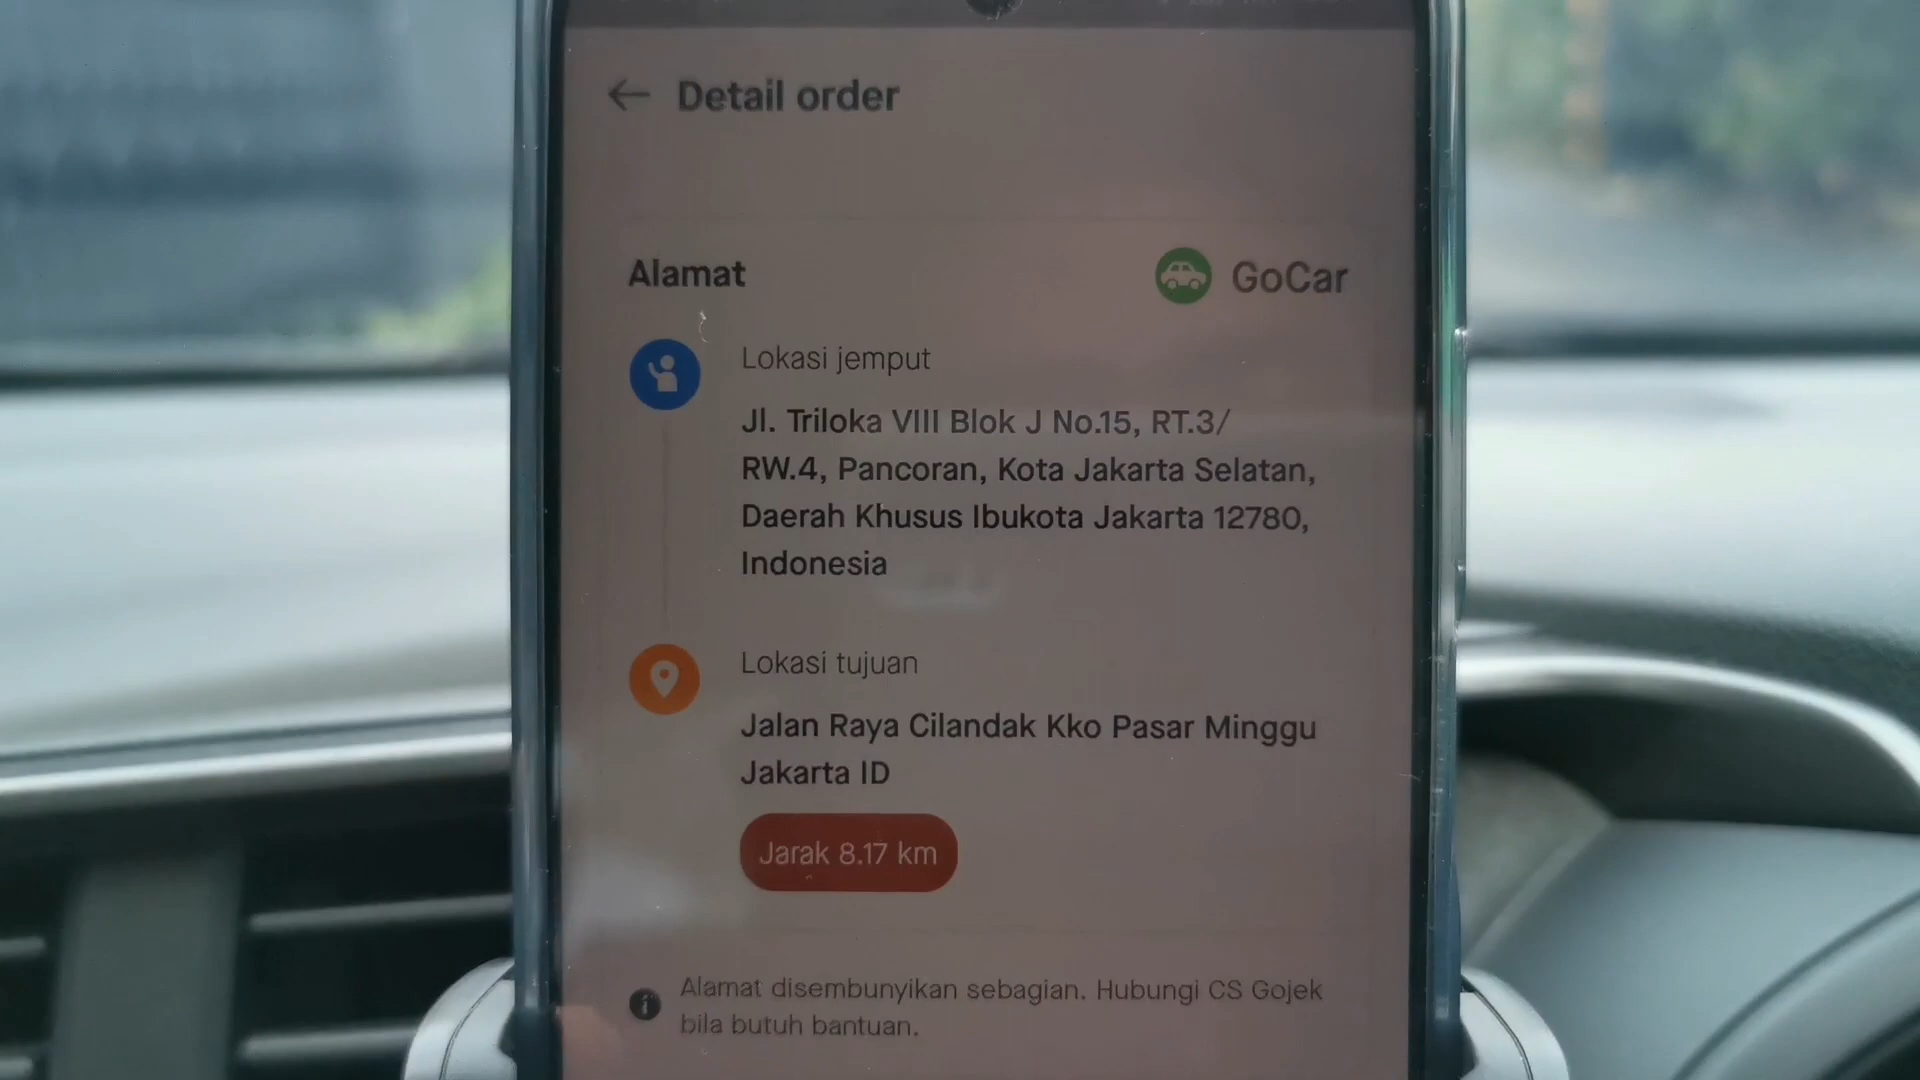 Detail order
Alamat
GoCar
Lokasi jemput
Jl. Triloka VIII Blok J No.15, RT.3/
RW.4, Pancoran, Kota Jakarta Selatan,
Daerah Khusus Ibukota Jakarta 12780,
Indonesia
Lokasi tujuan
Jalan Raya Cilandak Kko Pasar Minggu
Jakarta ID
Jarak 8.17 km
Alamat disembunyikan sebagian. Hubungi CS Gojek
bila butuh bantuan.